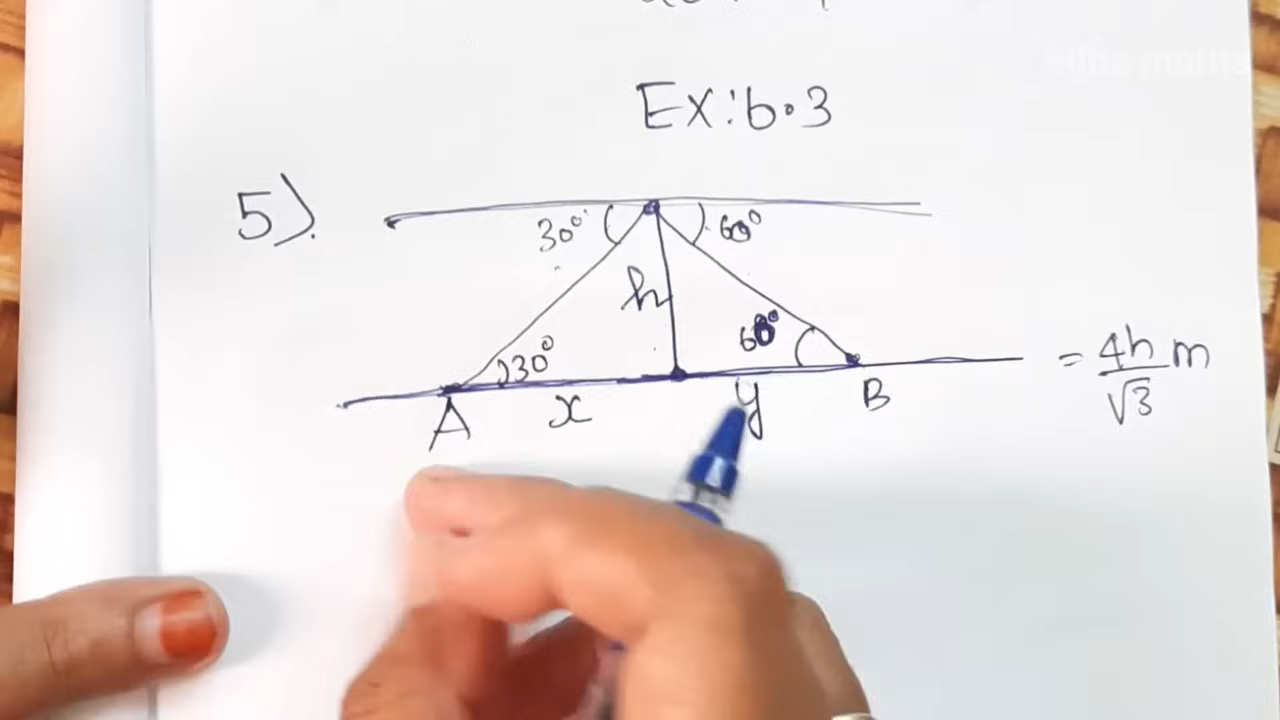 Ex:6.3
5).
30° 60°
h
30° 60°
= 4h/√3 m
A x y B